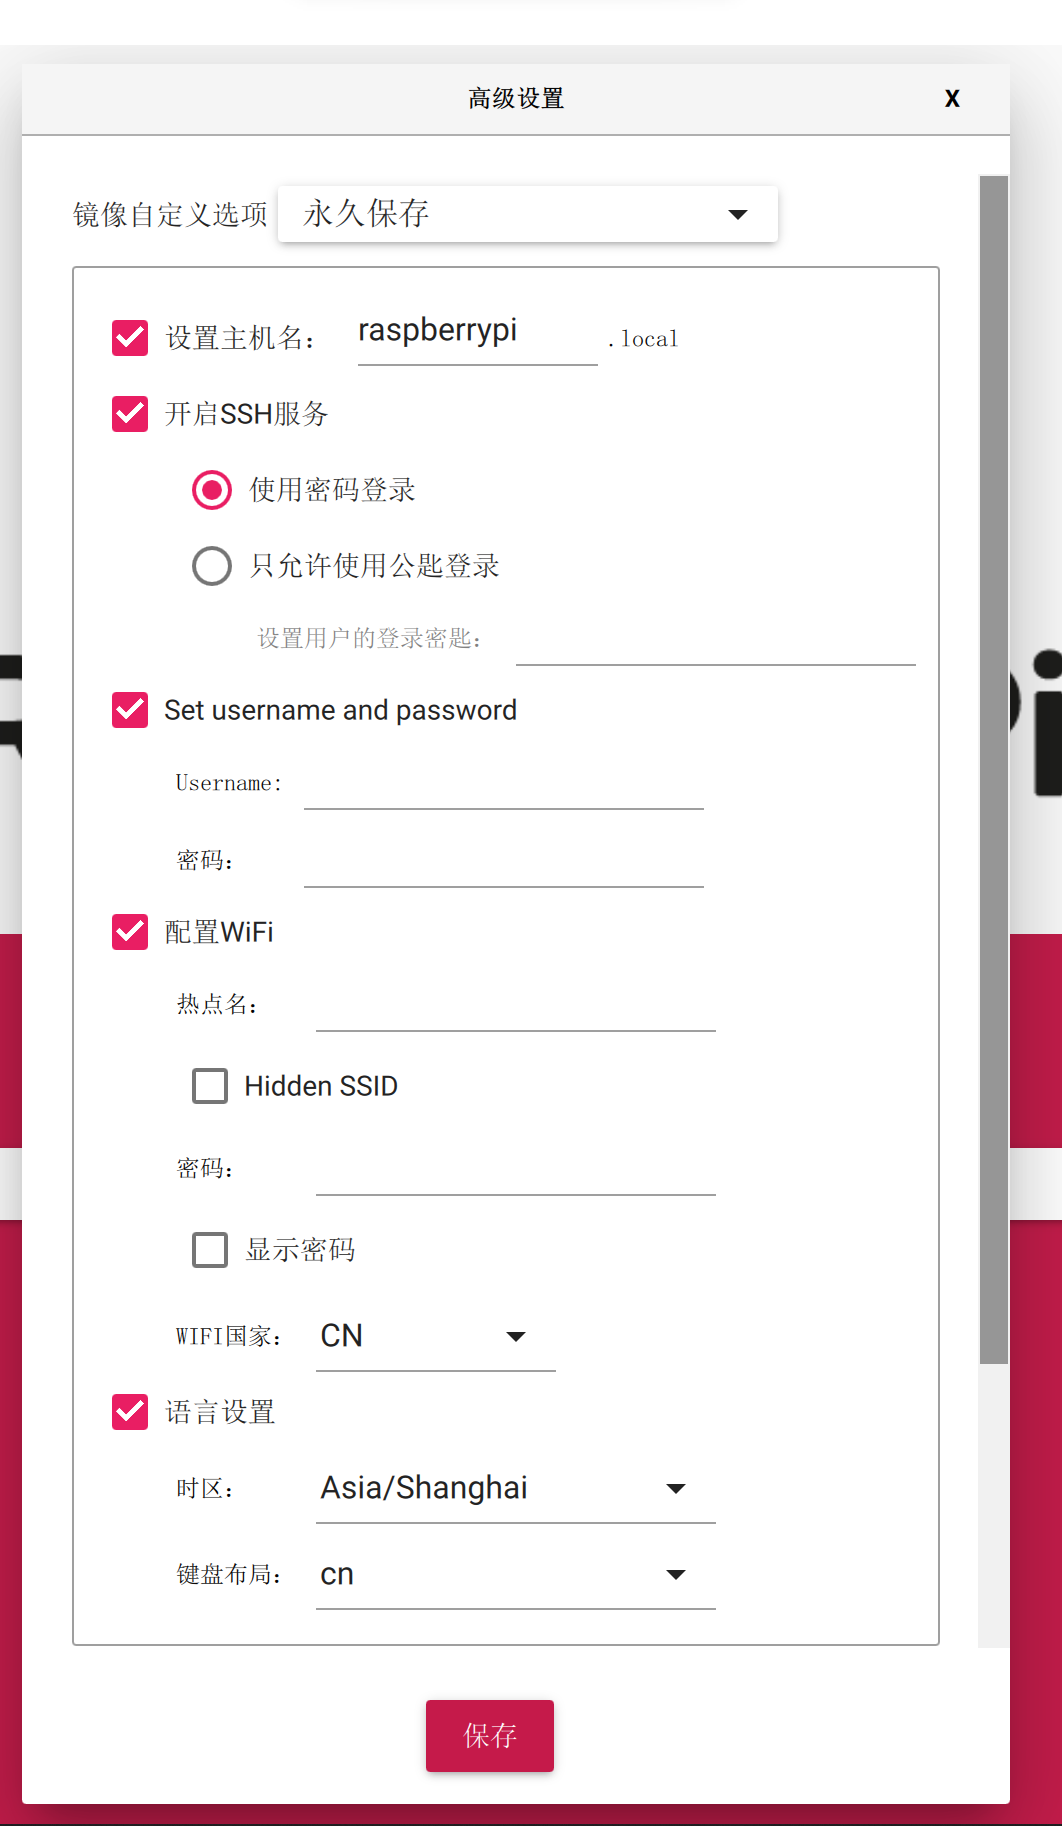 高级设置 X
镜像自定义选项 永久保存
设置主机名： raspberrypi .local
开启SSH服务
使用密码登录
只允许使用公匙登录
设置用户的登录密匙：
Set username and password
Username:
密码：
配置WiFi
热点名：
Hidden SSID
密码：
显示密码
WIFI国家： CN
语言设置
时区： Asia/Shanghai
键盘布局： cn
保存